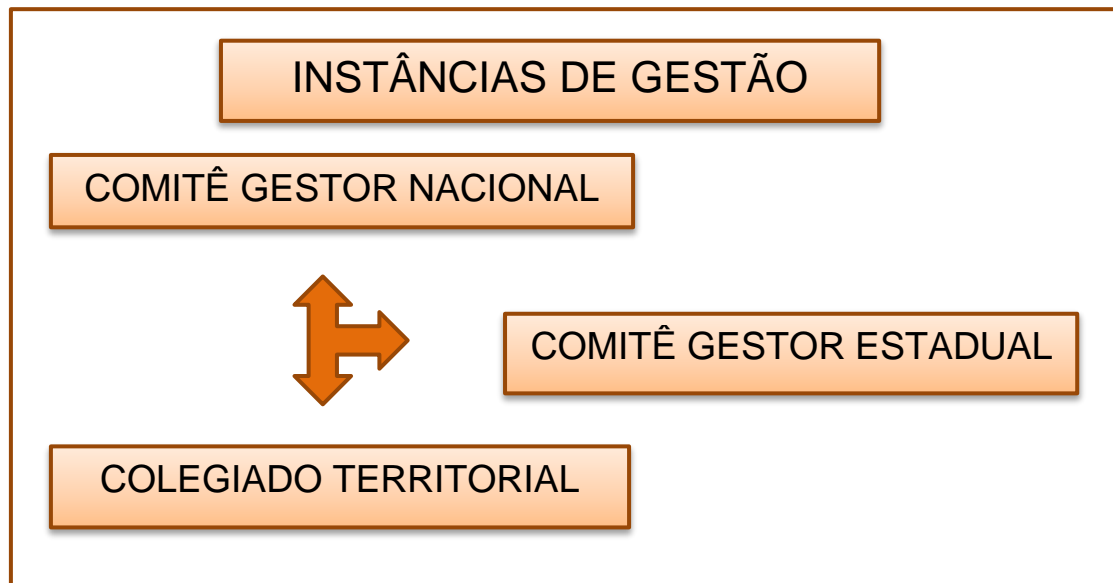 INSTÂNCIAS DE GESTÃO
COMITÊ GESTOR NACIONAL
COMITÊ GESTOR ESTADUAL
COLEGIADO TERRITORIAL